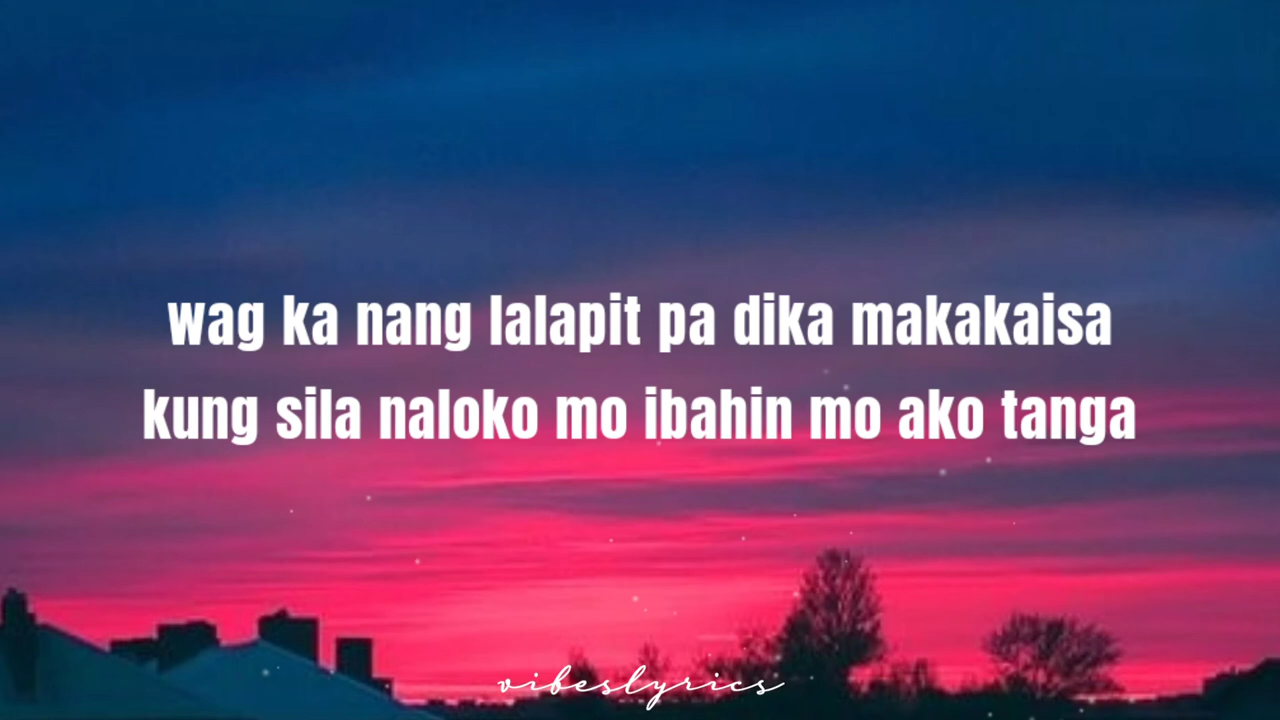 wag ka nang lalapit pa dika makakaisa
kung sila naloko mo ibahin mo ako tanga
vibeslyrics